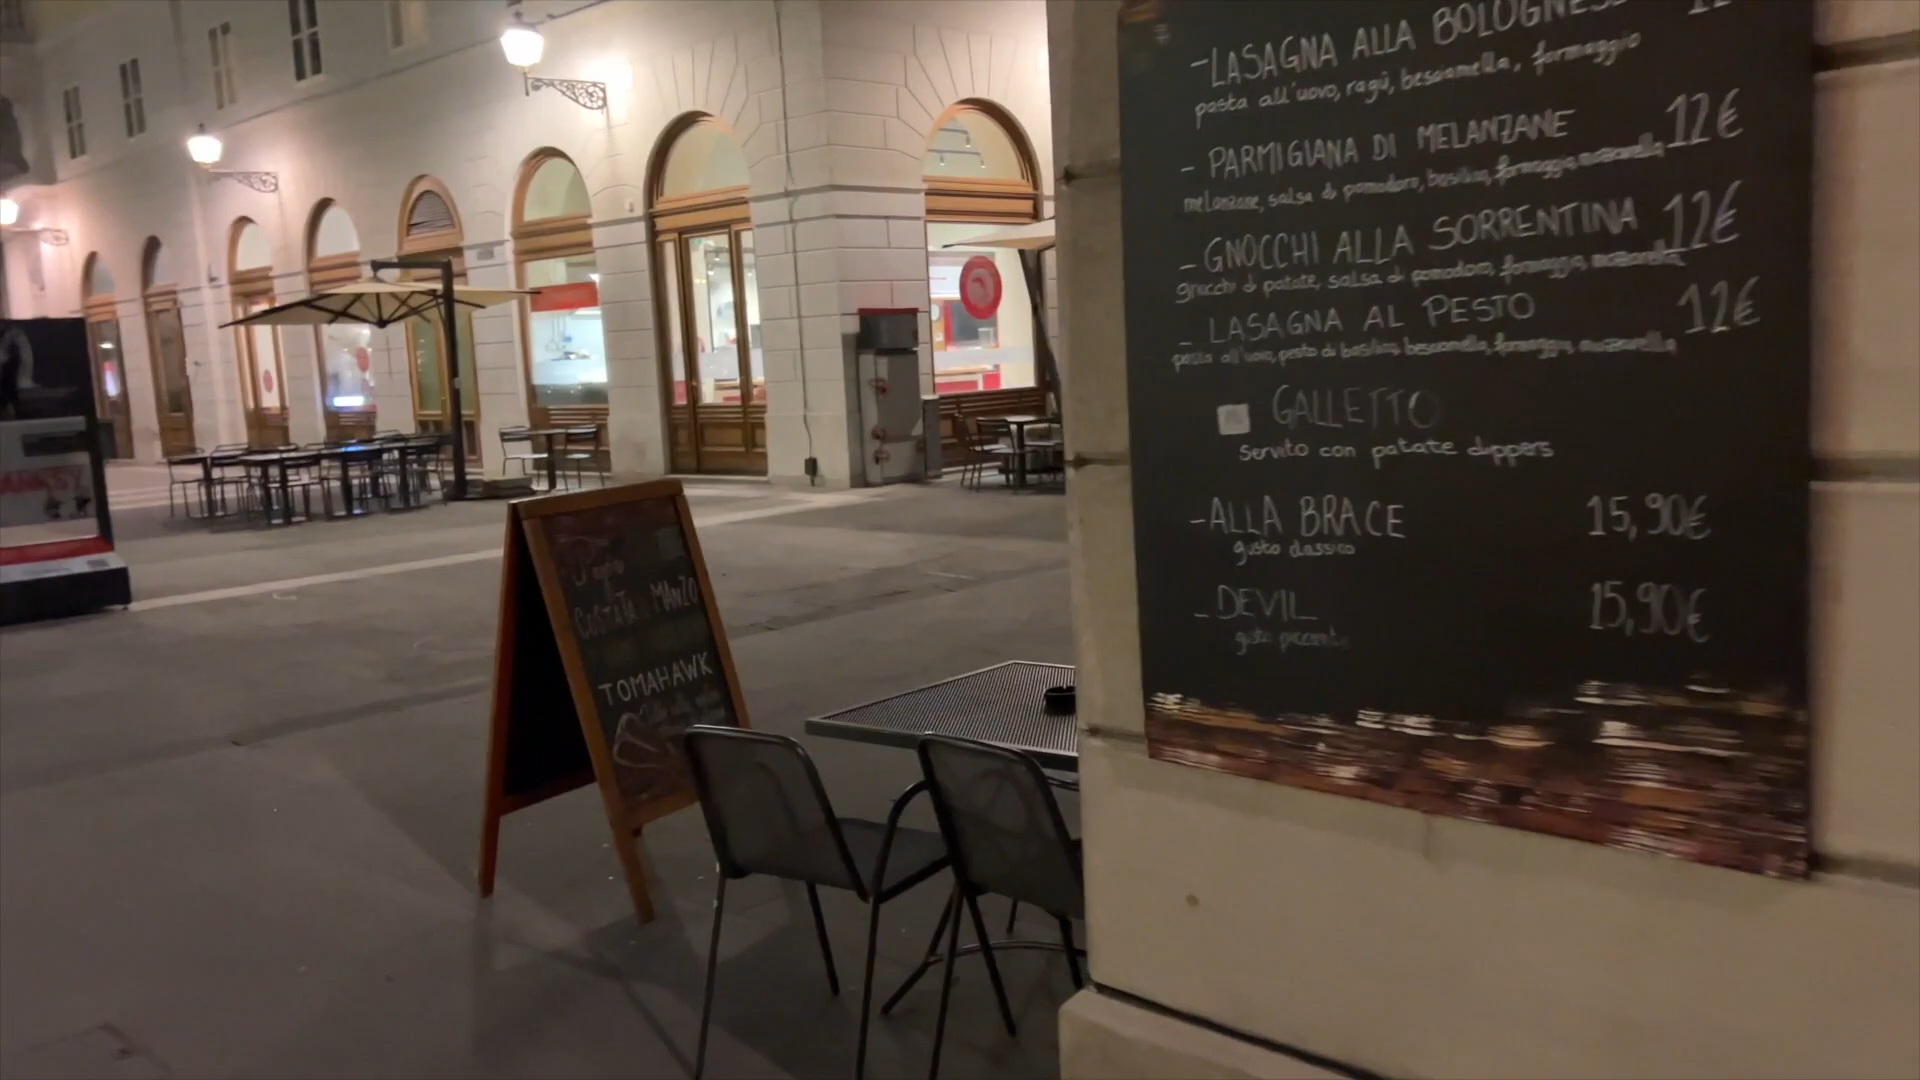 -LASAGNA ALLA BOLOGNESE
pasta all'uovo, ragù, besciamella, formaggio
- PARMIGIANA DI MELANZANE 12€
melanzane, salsa di pomodoro, basilico, formaggio, mozzarella
- GNOCCHI ALLA SORRENTINA 12€
gnocchi di patate, salsa di pomodoro, formaggio, mozzarella
- LASAGNA AL PESTO 12€
pasta all'uovo, pesto di basilico, besciamella, formaggio, mozzarella
GALLETTO
servito con patate dippers
-ALLA BRACE 15,90€
gusto classico
- DEVIL 15,90€
gusto piccante
COSTATA MANZO
TOMAHAWK